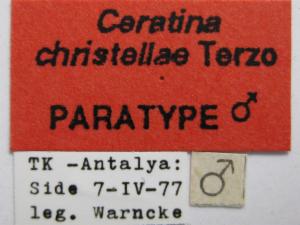 Ceratina
christellae Terzo
PARATYPE ♂
TK -Antalya:
Side 7-IV-77
leg. Warncke
♂